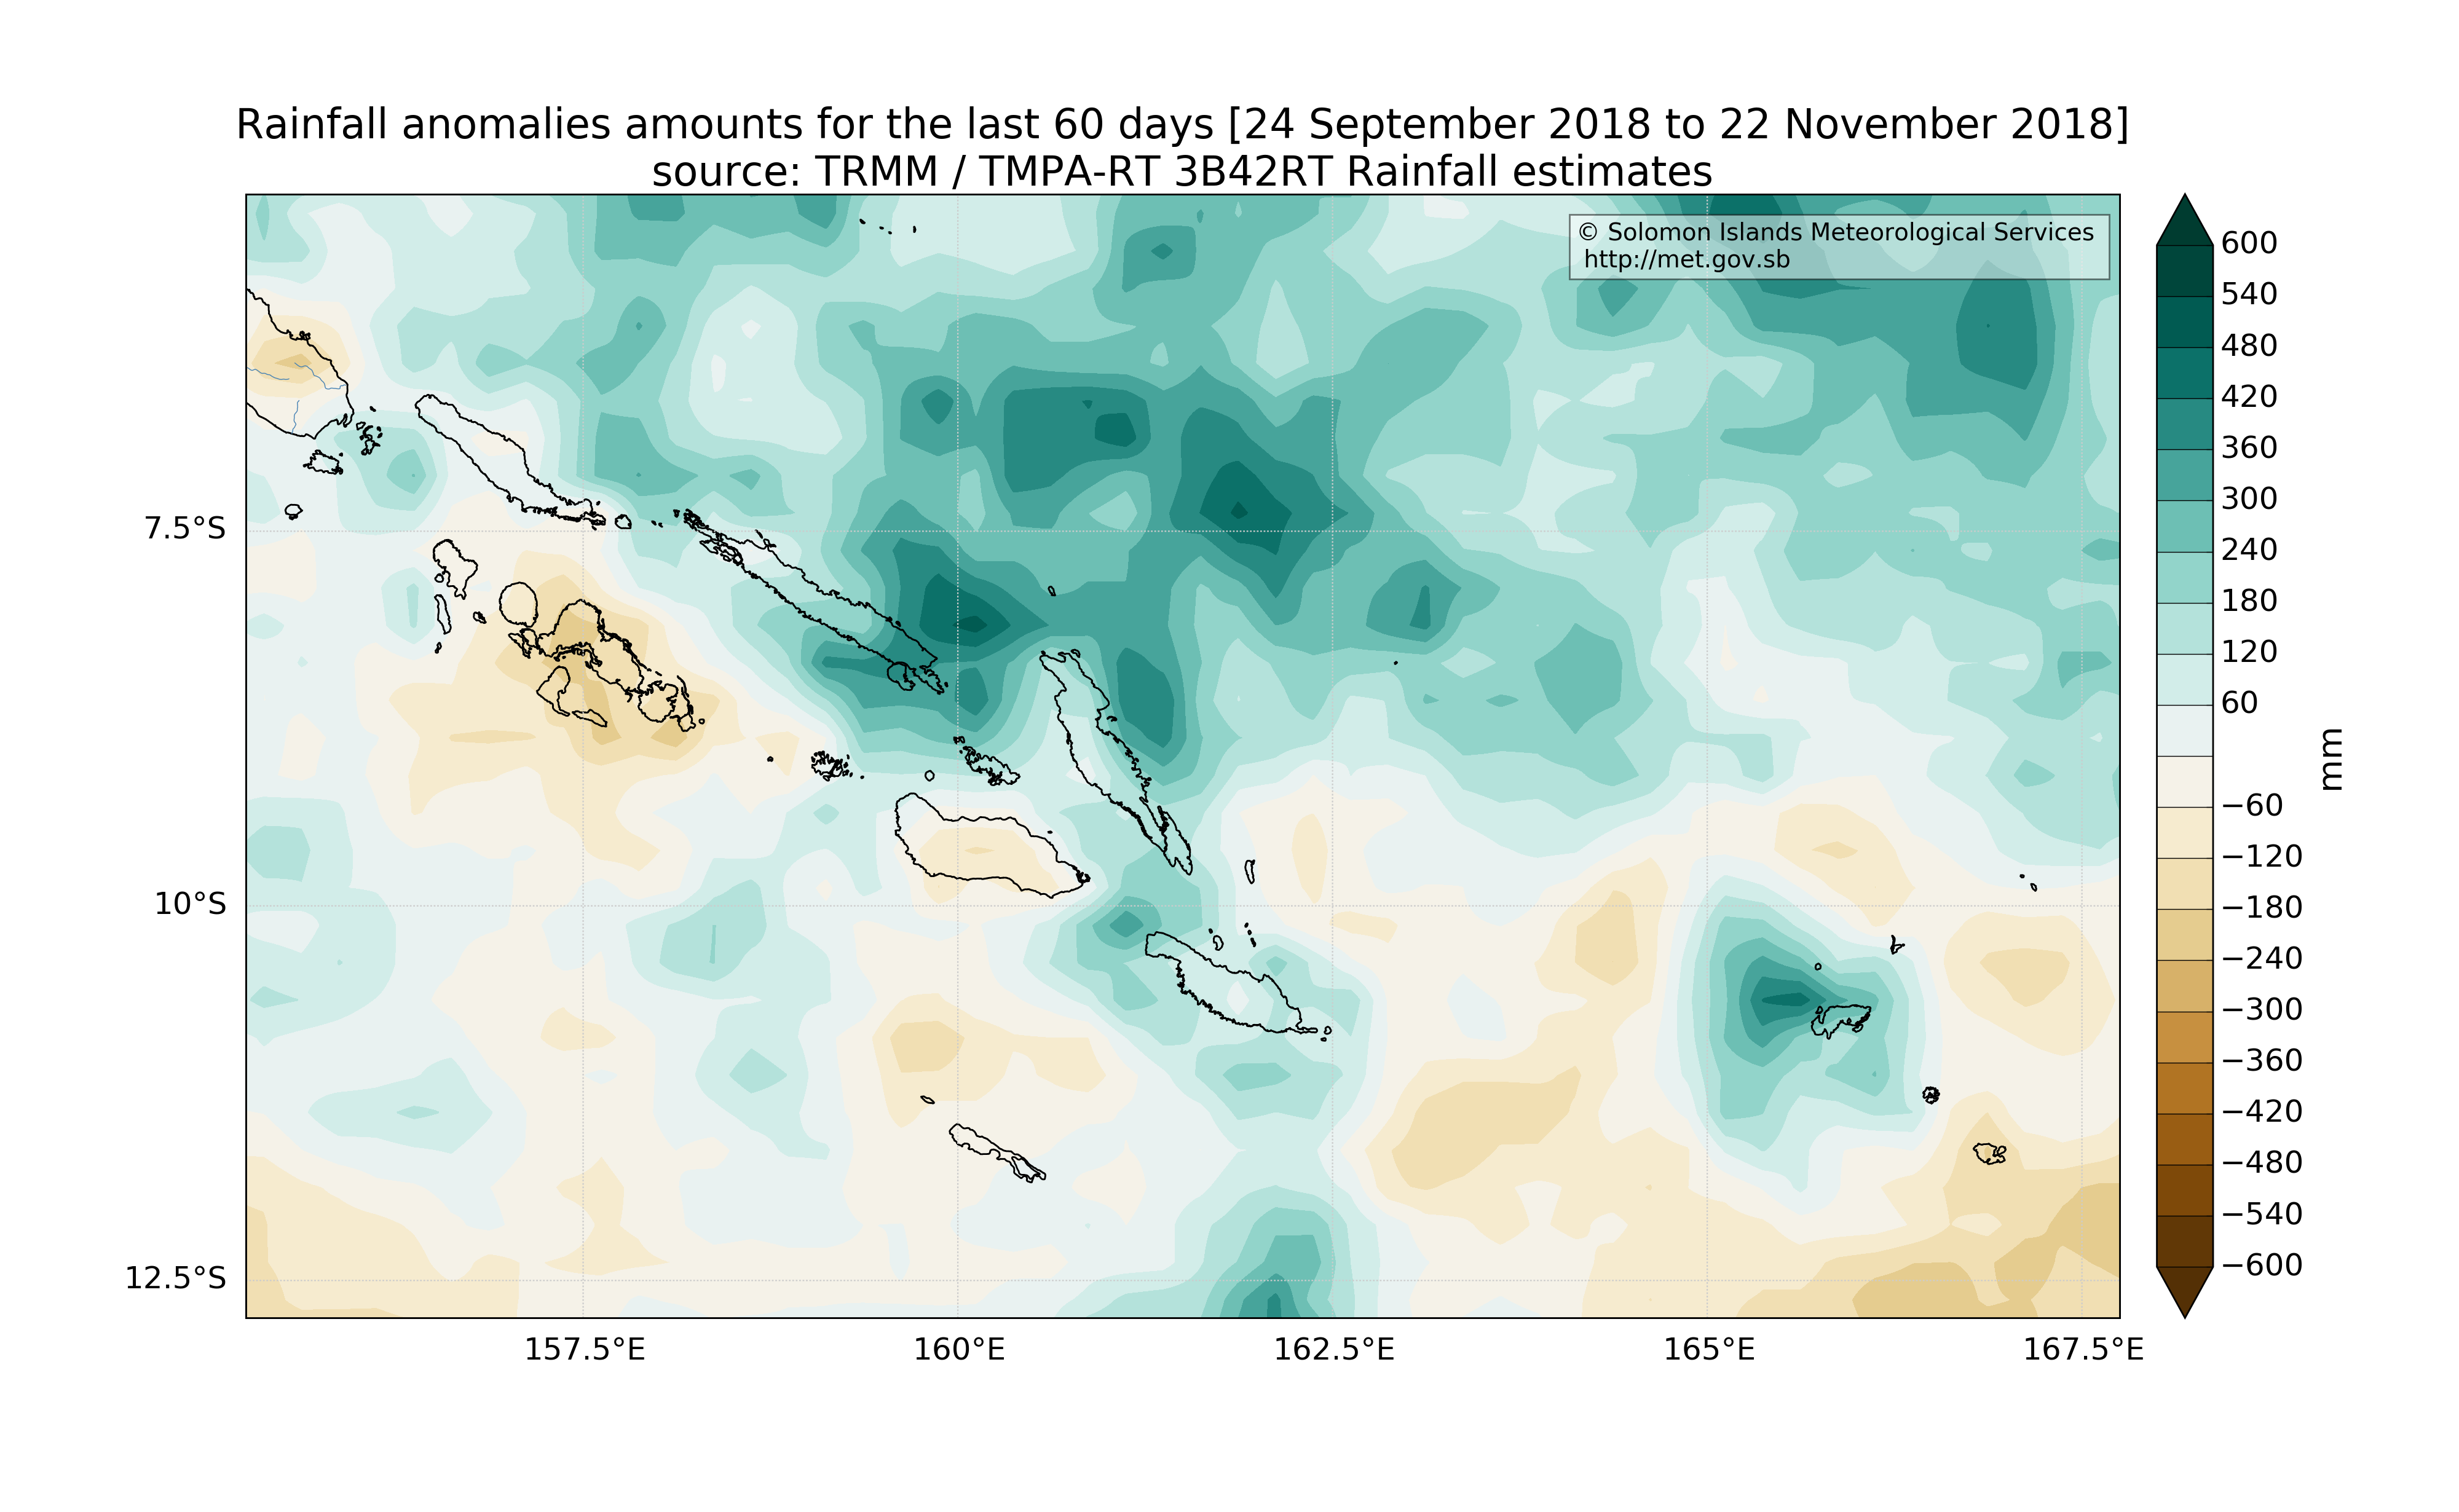 Rainfall anomalies amounts for the last 60 days [24 September 2018 to 22 November 2018]
source: TRMM / TMPA-RT 3B42RT Rainfall estimates
© Solomon Islands Meteorological Services
http://met.gov.sb
7.5°S
10°S
12.5°S
157.5°E
160°E
162.5°E
165°E
167.5°E
600
540
480
420
360
300
240
180
120
60
−60
−120
−180
−240
−300
−360
−420
−480
−540
−600
mm